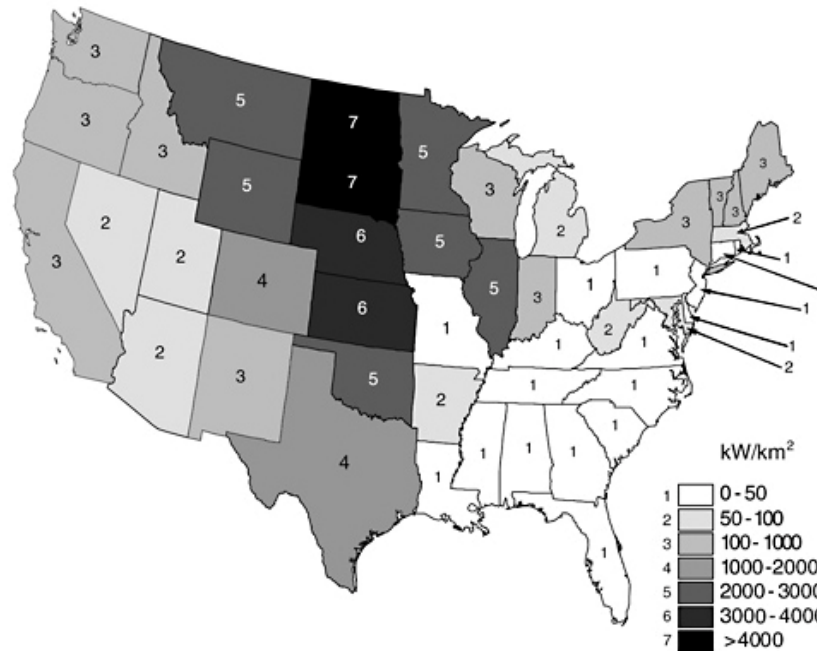 3
5
3 7
3 5 3
5 7 3 3
3
2 2 3 2
6 5
2 1
3 1
4 5 1
3
6 1
1 2
1 1 1
2 2
3 5
1 1
2
1
1 1 1
4
1
1
kW/km²
1 0 - 50
2 50 - 100
3 100 - 1000
4 1000 - 2000
5 2000 - 3000
6 3000 - 4000
7 >4000